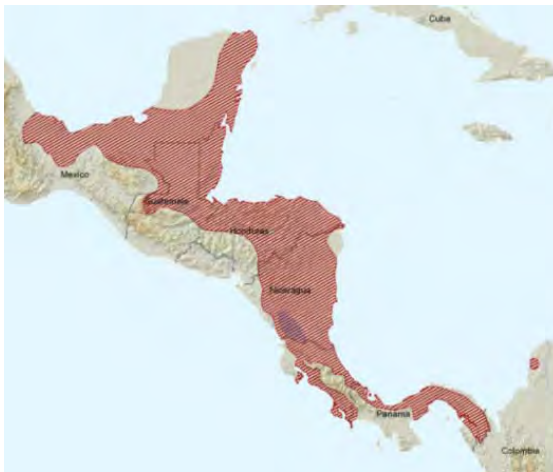 Cuba
Mexico
Guatemala
Honduras
Nicaragua
Panama
Colombia